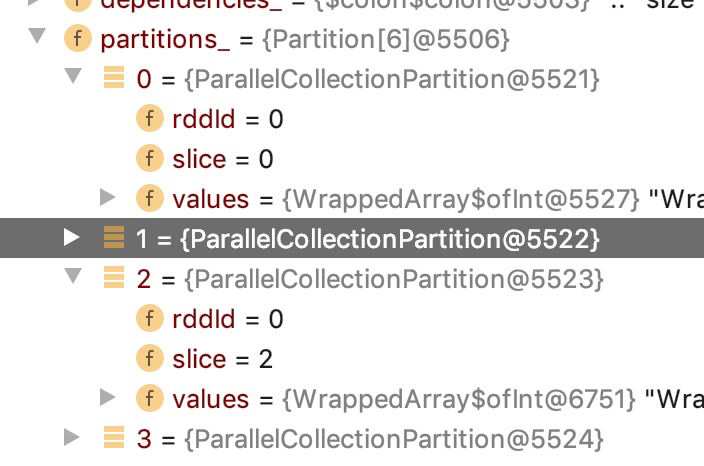 f dependencies_ = {$colon$colon@5503} ".. "size
f partitions_ = {Partition[6]@5506}
0 = {ParallelCollectionPartition@5521}
f rddId = 0
f slice = 0
f values = {WrappedArray$ofInt@5527} "Wra
1 = {ParallelCollectionPartition@5522}
2 = {ParallelCollectionPartition@5523}
f rddId = 0
f slice = 2
f values = {WrappedArray$ofInt@6751} "Wra
3 = {ParallelCollectionPartition@5524}